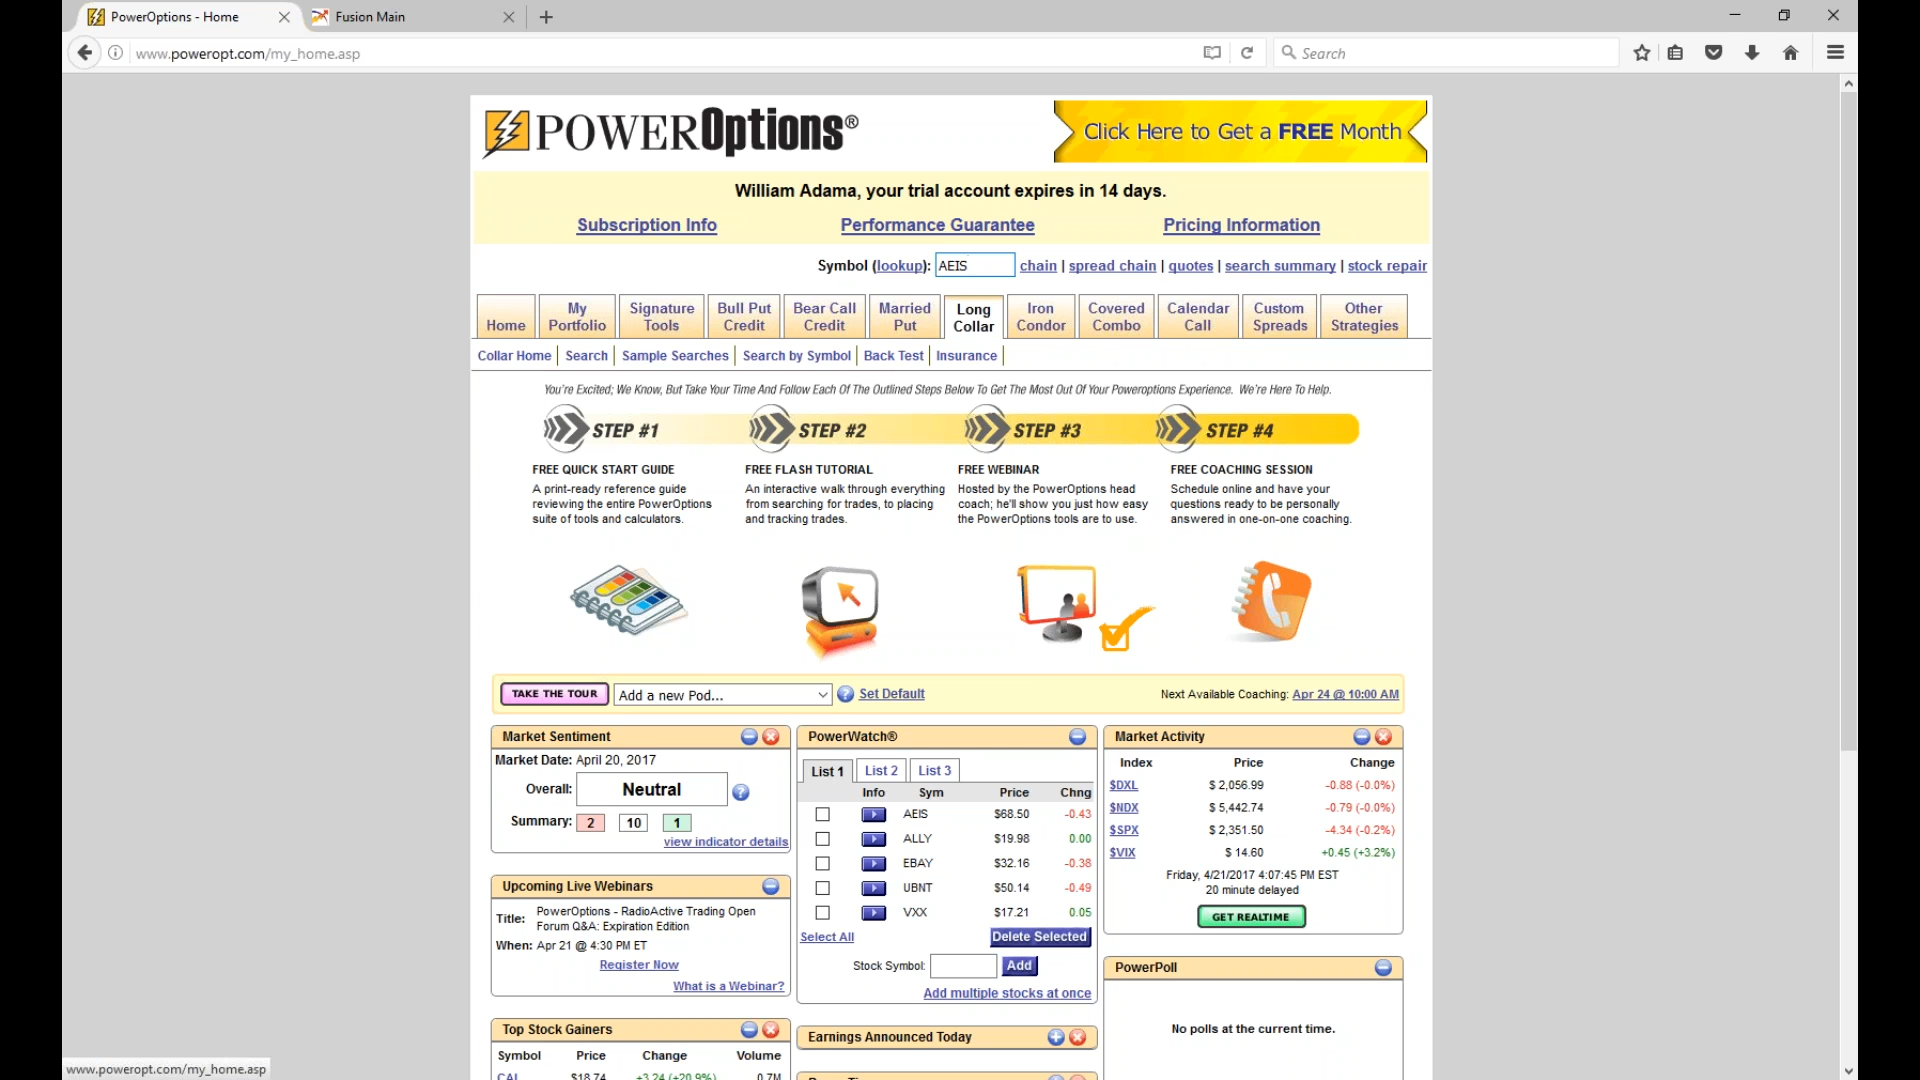 PowerOptions - Home
Fusion Main
www.poweropt.com/my_home.asp
Search
POWEROptions®
Click Here to Get a FREE Month
William Adama, your trial account expires in 14 days.
Subscription Info Performance Guarantee Pricing Information
Symbol (lookup): AEIS chain | spread chain | quotes | search summary | stock repair
Home
My Portfolio
Signature Tools
Bull Put Credit
Bear Call Credit
Married Put
Long Collar
Iron Condor
Covered Combo
Calendar Call
Custom Spreads
Other Strategies
Collar Home Search Sample Searches Search by Symbol Back Test Insurance
You're Excited; We Know, But Take Your Time And Follow Each Of The Outlined Steps Below To Get The Most Out Of Your Poweroptions Experience. We're Here To Help.
STEP #1 STEP #2 STEP #3 STEP #4
FREE QUICK START GUIDE
A print-ready reference guide
reviewing the entire PowerOptions
suite of tools and calculators.
FREE FLASH TUTORIAL
An interactive walk through everything
from searching for trades, to placing
and tracking trades.
FREE WEBINAR
Hosted by the PowerOptions head
coach; he'll show you just how easy
the PowerOptions tools are to use.
FREE COACHING SESSION
Schedule online and have your
questions ready to be personally
answered in one-on-one coaching.
TAKE THE TOUR Add a new Pod... ? Set Default Next Available Coaching: Apr 24 @ 10:00 AM
Market Sentiment
Market Date: April 20, 2017
Overall: Neutral ?
Summary: 2 10 1
view indicator details
Upcoming Live Webinars
Title: PowerOptions - RadioActive Trading Open
Forum Q&A: Expiration Edition
When: Apr 21 @ 4:30 PM ET
Register Now
What is a Webinar?
Top Stock Gainers
Symbol Price Change Volume
CAL $18.74 +3.24 (+20.9%) 0.7M
PowerWatch®
List 1 List 2 List 3
Info Sym Price Chng
AEIS $68.50 -0.43
ALLY $19.98 0.00
EBAY $32.16 -0.38
UBNT $50.14 -0.49
VXX $17.21 0.05
Select All Delete Selected
Stock Symbol: Add
Add multiple stocks at once
Earnings Announced Today
Market Activity
Index Price Change
$DXL $ 2,056.99 -0.88 (-0.0%)
$NDX $ 5,442.74 -0.79 (-0.0%)
$SPX $ 2,351.50 -4.34 (-0.2%)
$VIX $ 14.60 +0.45 (+3.2%)
Friday, 4/21/2017 4:07:45 PM EST
20 minute delayed
GET REALTIME
PowerPoll
No polls at the current time.
www.poweropt.com/my_home.asp